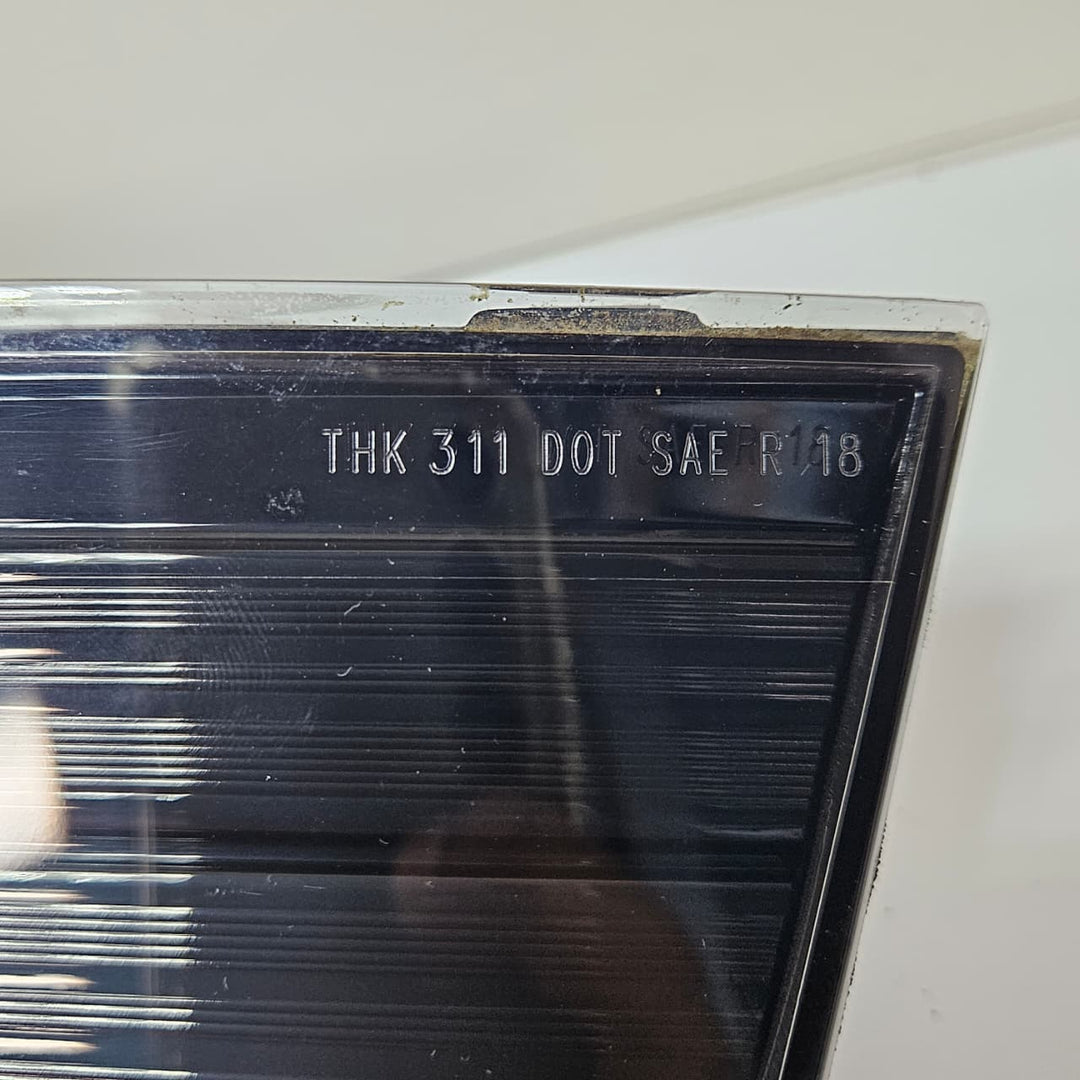 THK 311 DOT SAE R 18